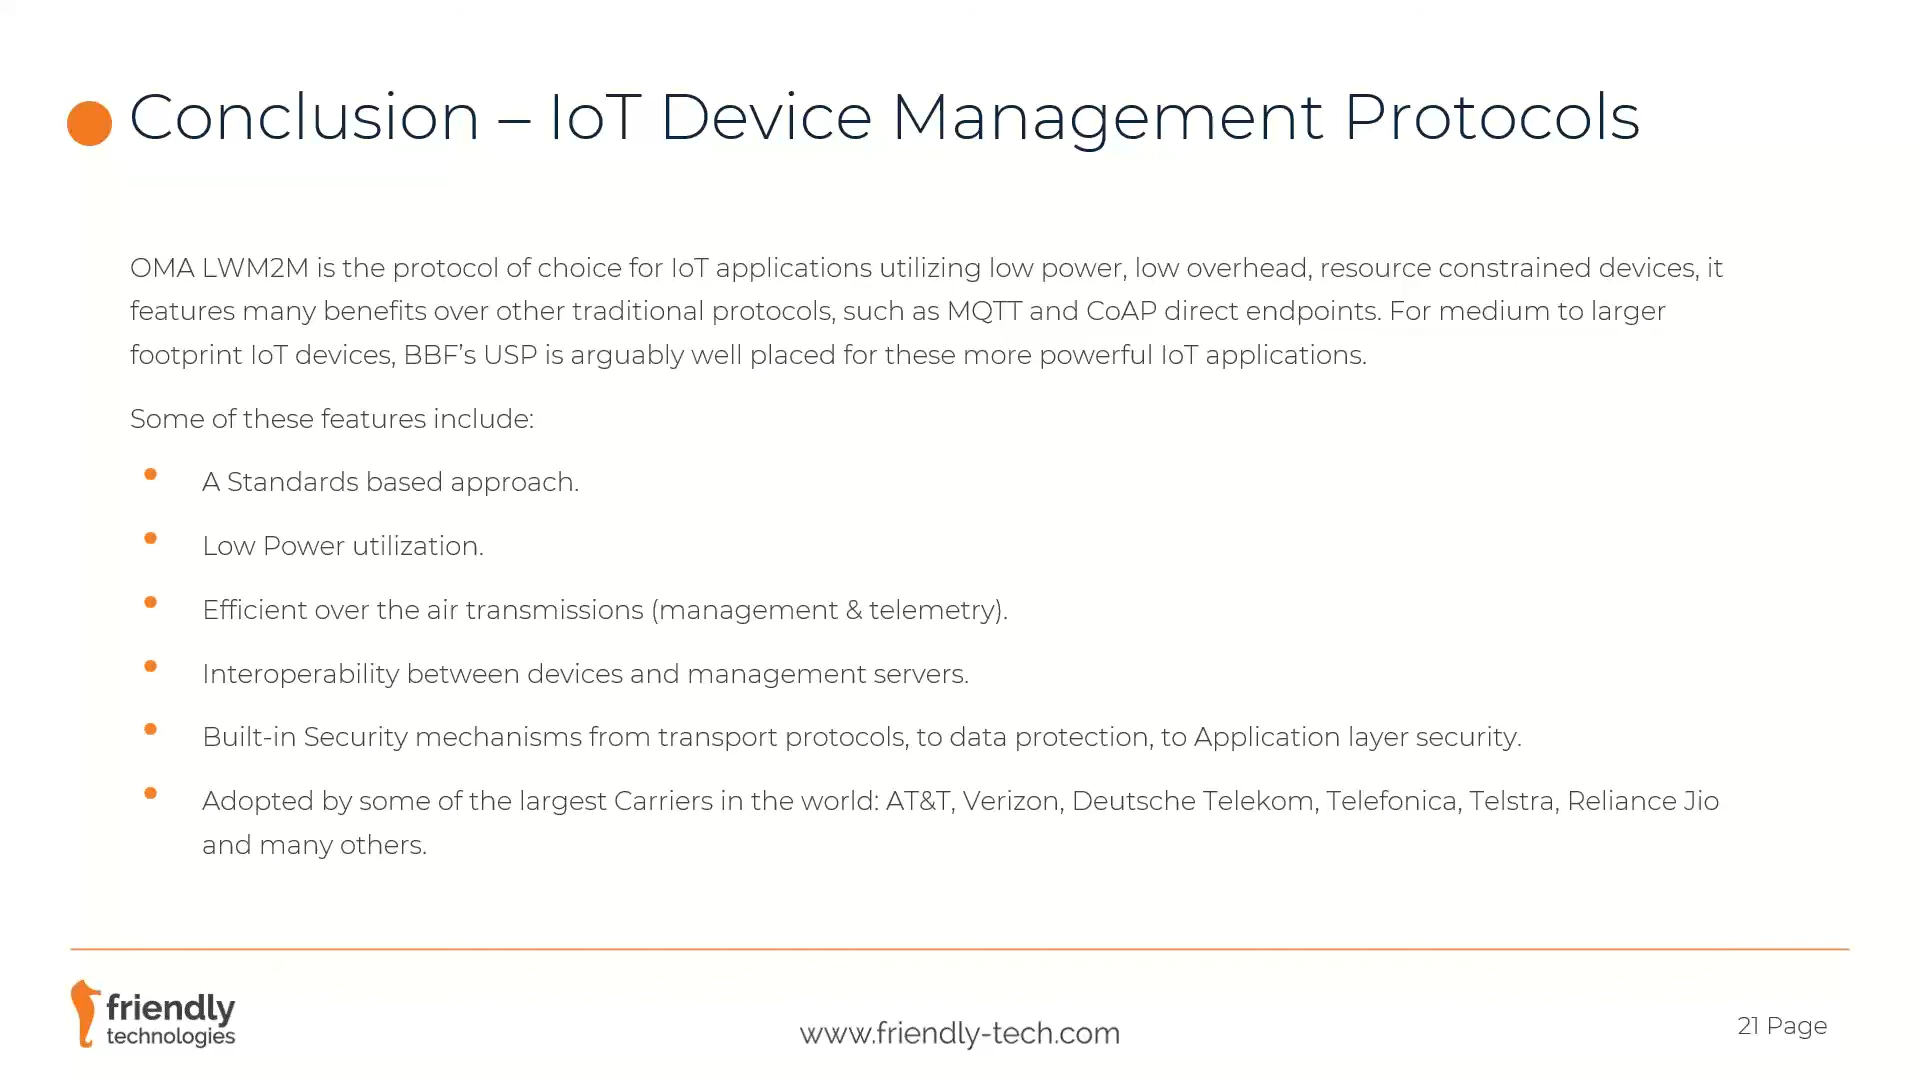 Conclusion – IoT Device Management Protocols
OMA LWM2M is the protocol of choice for IoT applications utilizing low power, low overhead, resource constrained devices, it
features many benefits over other traditional protocols, such as MQTT and CoAP direct endpoints. For medium to larger
footprint IoT devices, BBF’s USP is arguably well placed for these more powerful IoT applications.
Some of these features include:
• A Standards based approach.
• Low Power utilization.
• Efficient over the air transmissions (management & telemetry).
• Interoperability between devices and management servers.
• Built-in Security mechanisms from transport protocols, to data protection, to Application layer security.
• Adopted by some of the largest Carriers in the world: AT&T, Verizon, Deutsche Telekom, Telefonica, Telstra, Reliance Jio
and many others.
friendly
technologies
www.friendly-tech.com
21 Page